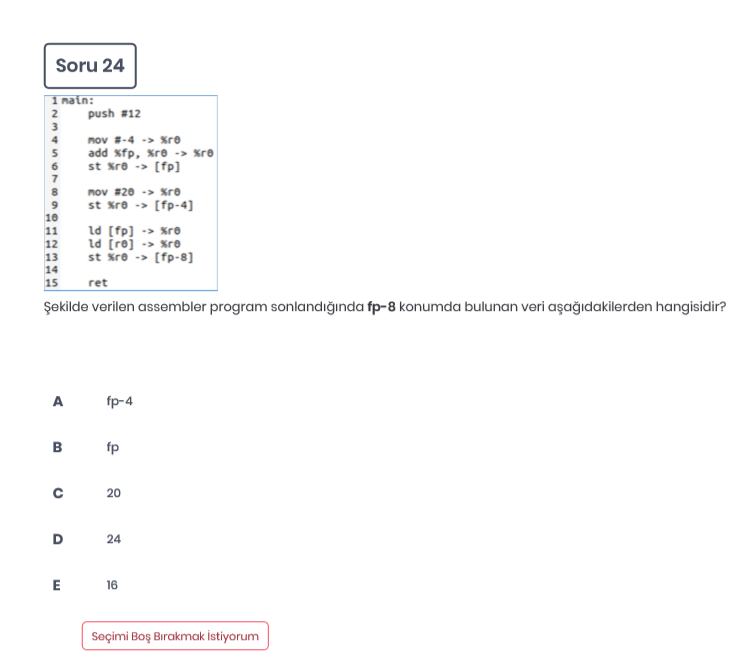 Soru 24
1 main:
2 push #12
3
4 mov #-4 -> %r0
5 add %fp, %r0 -> %r0
6 st %r0 -> [fp]
7
8 mov #20 -> %r0
9 st %r0 -> [fp-4]
10
11 ld [fp] -> %r0
12 ld [r0] -> %r0
13 st %r0 -> [fp-8]
14
15 ret
Şekilde verilen assembler program sonlandığında fp-8 konumda bulunan veri aşağıdakilerden hangisidir?
A fp-4
B fp
C 20
D 24
E 16
Seçimi Boş Bırakmak İstiyorum